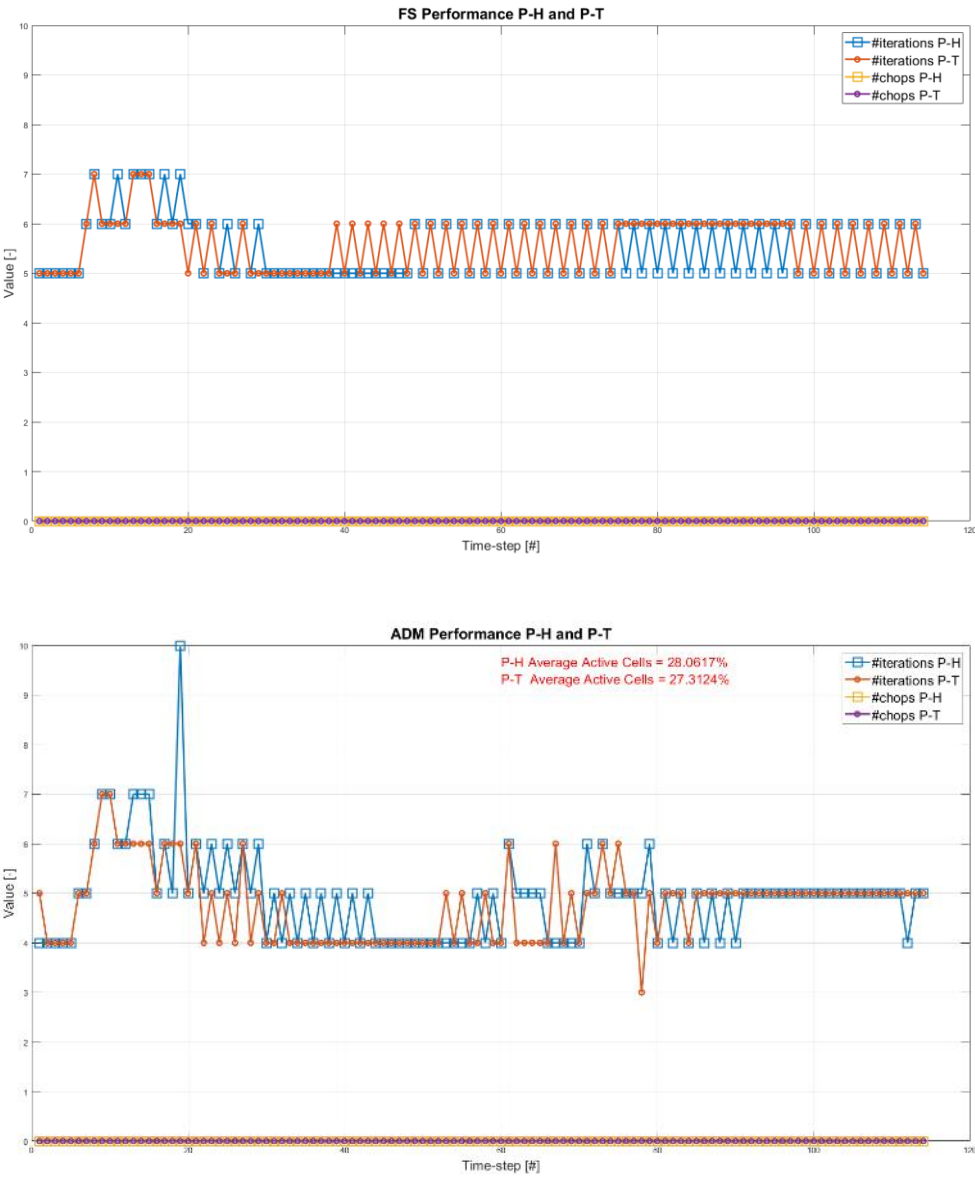 FS Performance P-H and P-T
10
9
8
7
6
5
4
3
2
1
0
Value [-]
0
20
40
60
80
100
120
Time-step [#]
#iterations P-H
#iterations P-T
#chops P-H
#chops P-T
ADM Performance P-H and P-T
P-H Average Active Cells = 28.0617%
P-T Average Active Cells = 27.3124%
10
9
8
7
6
5
4
3
2
1
0
Value [-]
0
20
40
60
80
100
120
Time-step [#]
#iterations P-H
#iterations P-T
#chops P-H
#chops P-T